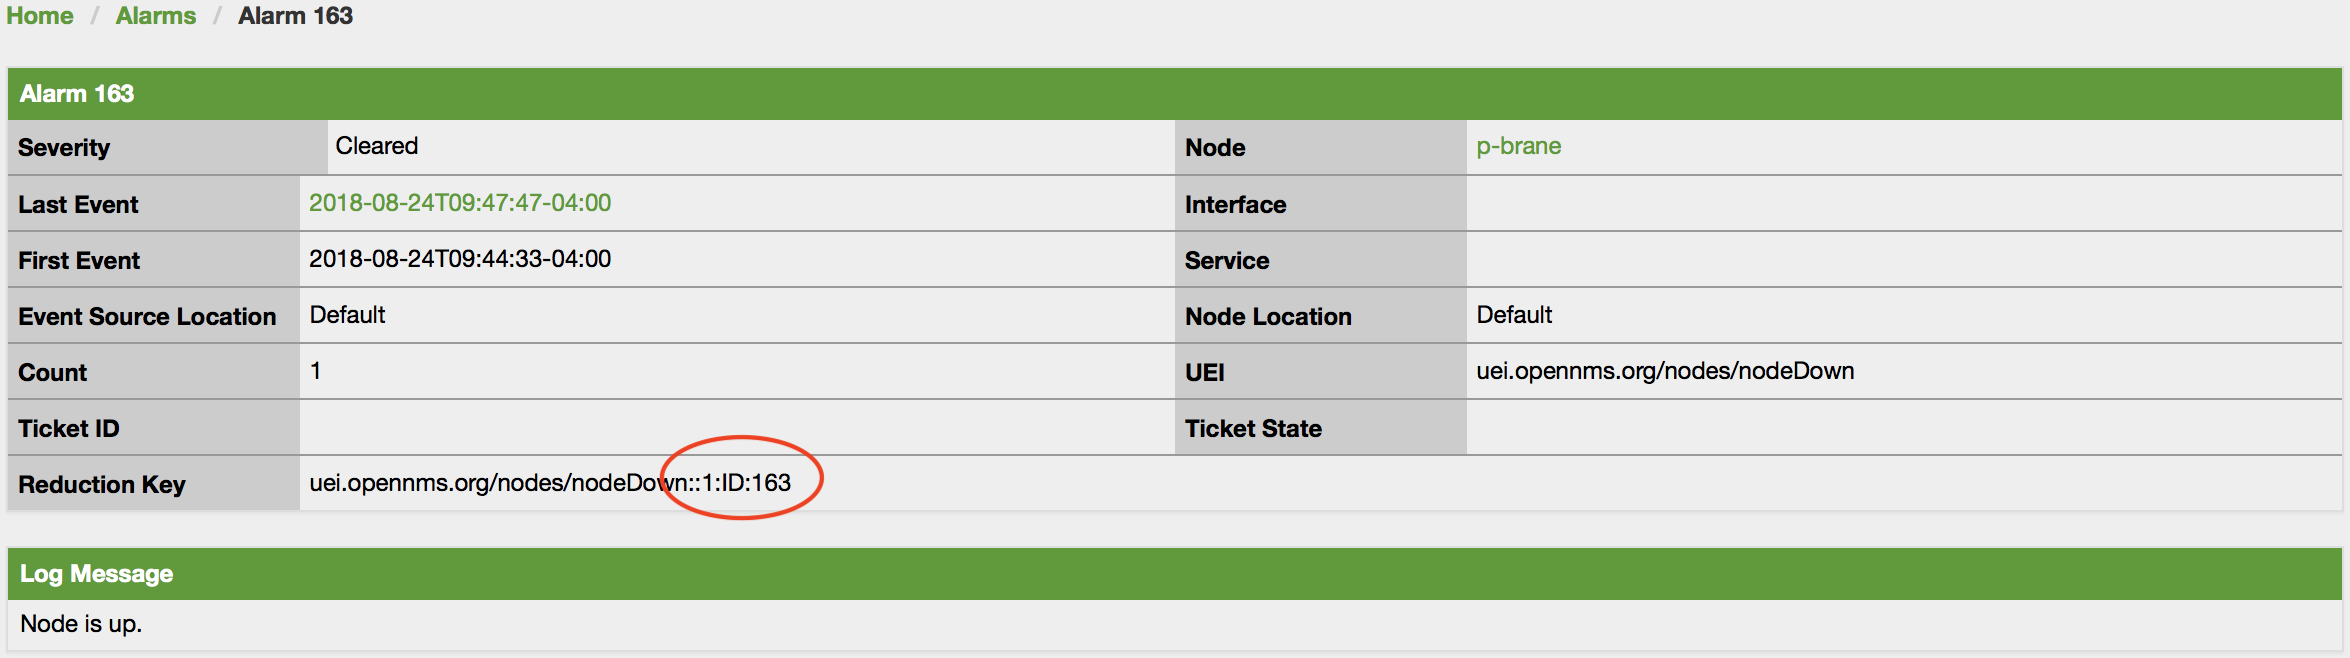 Home / Alarms / Alarm 163
Alarm 163
Severity Cleared Node p-brane
Last Event 2018-08-24T09:47:47-04:00 Interface
First Event 2018-08-24T09:44:33-04:00 Service
Event Source Location Default Node Location Default
Count 1 UEI uei.opennms.org/nodes/nodeDown
Ticket ID Ticket State
Reduction Key uei.opennms.org/nodes/nodeDown::1:ID:163
Log Message
Node is up.